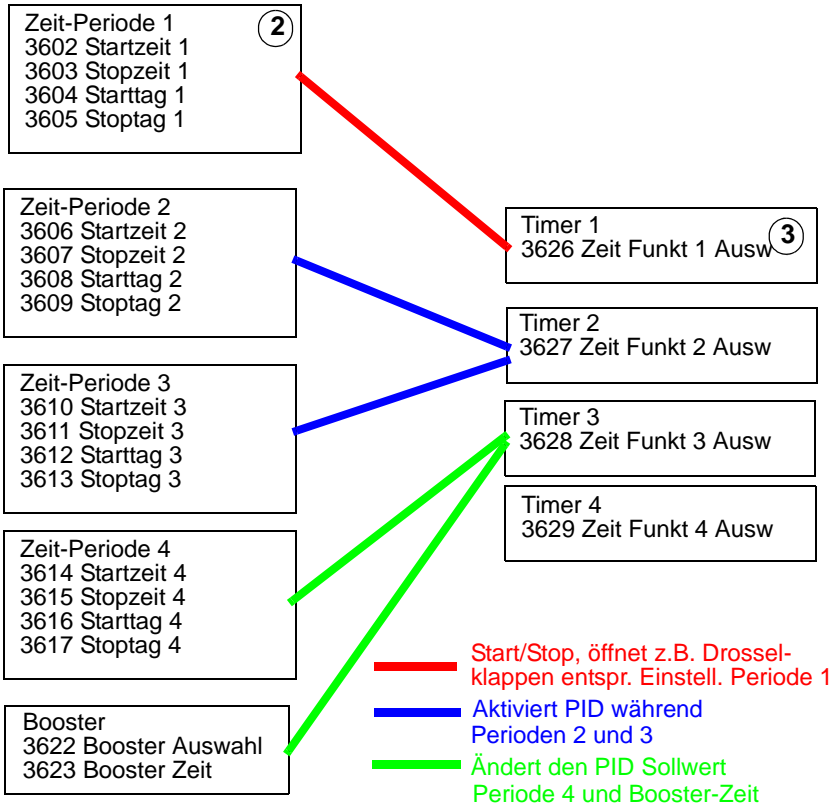 Zeit-Periode 1
2
3602 Startzeit 1
3603 Stopzeit 1
3604 Starttag 1
3605 Stoptag 1
Zeit-Periode 2
3606 Startzeit 2
3607 Stopzeit 2
3608 Starttag 2
3609 Stoptag 2
Zeit-Periode 3
3610 Startzeit 3
3611 Stopzeit 3
3612 Starttag 3
3613 Stoptag 3
Zeit-Periode 4
3614 Startzeit 4
3615 Stopzeit 4
3616 Starttag 4
3617 Stoptag 4
Booster
3622 Booster Auswahl
3623 Booster Zeit
Timer 1
3
3626 Zeit Funkt 1 Ausw
Timer 2
3627 Zeit Funkt 2 Ausw
Timer 3
3628 Zeit Funkt 3 Ausw
Timer 4
3629 Zeit Funkt 4 Ausw
Start/Stop, öffnet z.B. Drossel-
klappen entspr. Einstell. Periode 1
Aktiviert PID während
Perioden 2 und 3
Ändert den PID Sollwert
Periode 4 und Booster-Zeit